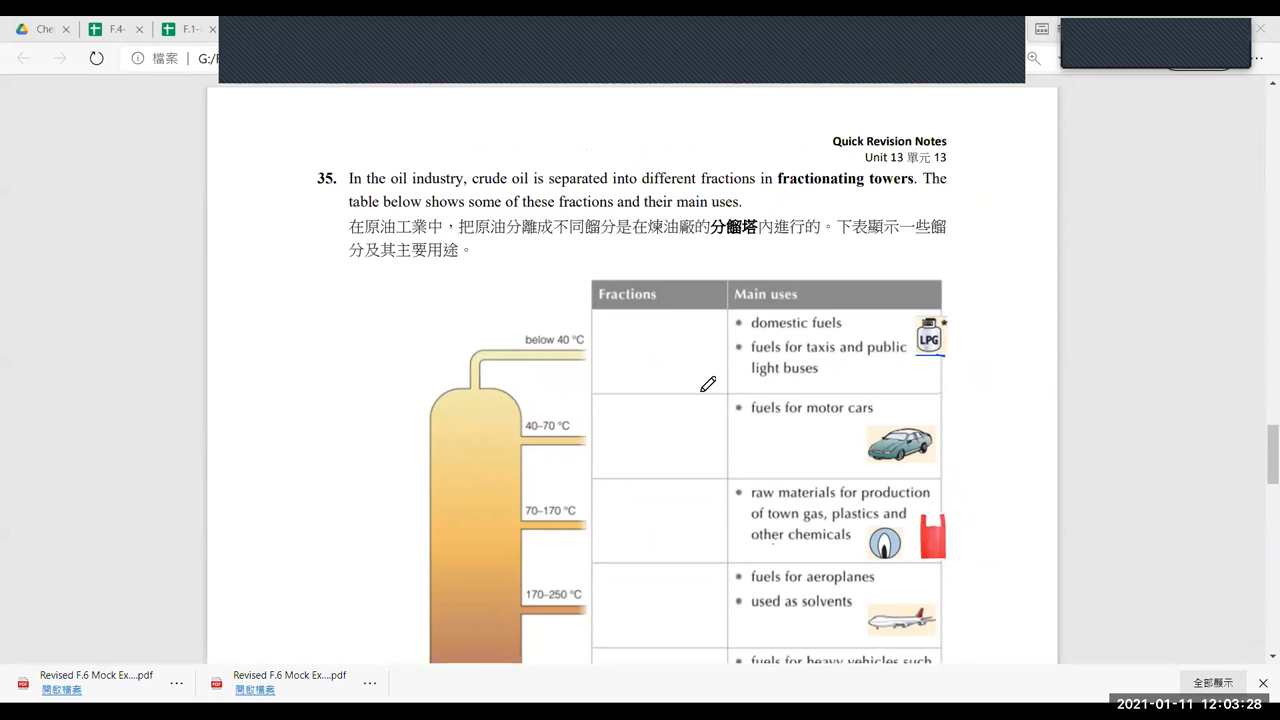 Che
F.4-
F.1-
檔案
G:/F
Quick Revision Notes
Unit 13 單元 13
35. In the oil industry, crude oil is separated into different fractions in fractionating towers. The
table below shows some of these fractions and their main uses.
在原油工業中，把原油分離成不同餾分是在煉油廠的分餾塔內進行的。下表顯示一些餾
分及其主要用途。
Fractions
Main uses
below 40 °C
• domestic fuels
• fuels for taxis and public
light buses
LPG
*
40–70 °C
• fuels for motor cars
70–170 °C
• raw materials for production
of town gas, plastics and
other chemicals
170–250 °C
• fuels for aeroplanes
• used as solvents
• fuels for heavy vehicles such
Revised F.6 Mock Ex....pdf
開啟檔案
Revised F.6 Mock Ex....pdf
開啟檔案
全部顯示
2021-01-11 12:03:28